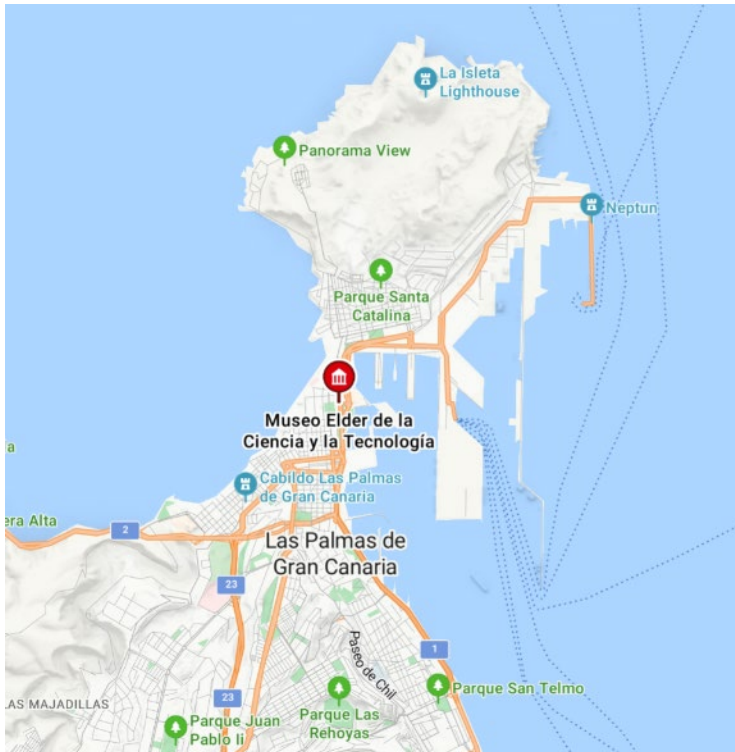 La Isleta
Lighthouse
Panorama View
Neptun
Parque Santa
Catalina
Museo Elder de la
Ciencia y la Tecnología
a
Cabildo Las Palmas
de Gran Canaria
era Alta
2
Las Palmas de
Gran Canaria
23
Paseo de Chil
1
23
Parque San Telmo
AS MAJADILLAS
Parque Las
Rehoyas
Parque Juan
Pablo Ii